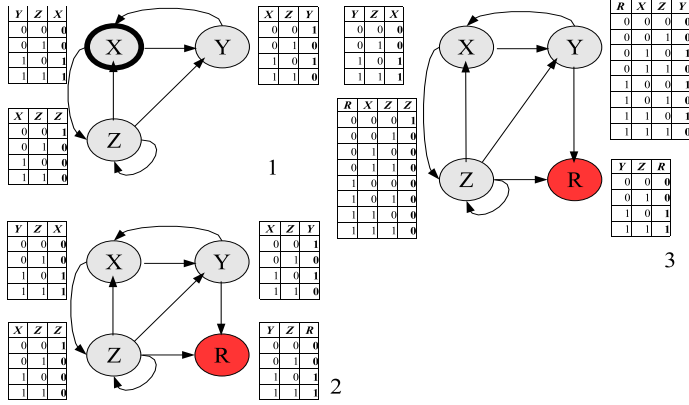 Y Z X
0 0 0
0 1 0
1 0 1
1 1 1
X
Y
X Z Y
0 0 1
0 1 0
1 0 1
1 1 0
X Z Z
0 0 1
0 1 0
1 0 0
1 1 0
Z
1
Y Z X
0 0 0
0 1 0
1 0 1
1 1 1
X
Y
R X Z Y
0 0 0 0
0 0 1 0
0 1 0 1
0 1 1 0
1 0 0 1
1 0 1 0
1 1 0 1
1 1 1 0
R X Z Z
0 0 0 1
0 0 1 0
0 1 0 0
0 1 1 0
1 0 0 0
1 0 1 0
1 1 0 0
1 1 1 0
Z
R
Y Z R
0 0 0
0 1 0
1 0 1
1 1 1
3
Y Z X
0 0 0
0 1 0
1 0 1
1 1 1
X
Y
X Z Y
0 0 1
0 1 0
1 0 1
1 1 0
X Z Z
0 0 1
0 1 0
1 0 0
1 1 0
Z
R
Y Z R
0 0 0
0 1 0
1 0 1
1 1 1
2